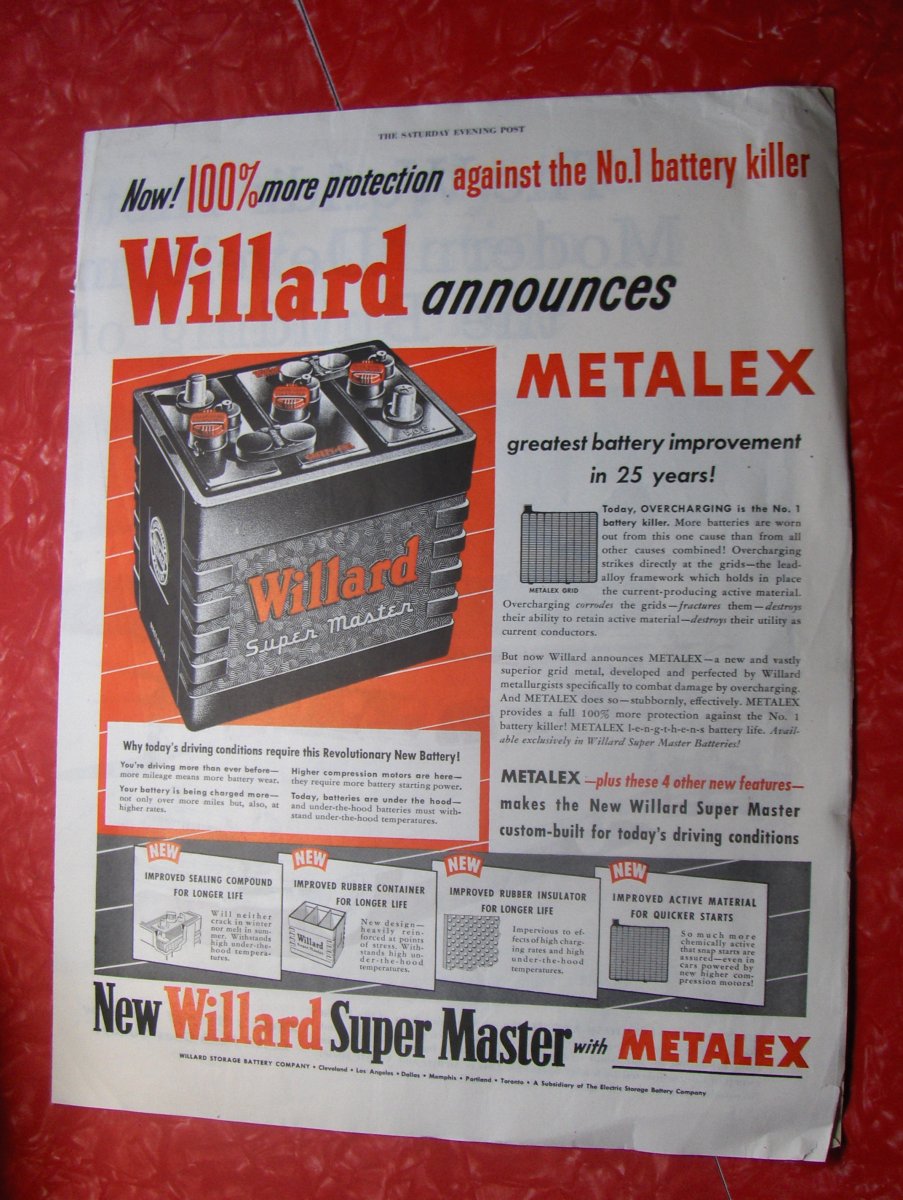 THE SATURDAY EVENING POST
Now! 100% more protection against the No.1 battery killer
Willard announces
METALEX
greatest battery improvement
in 25 years!
Willard
Super Master
Today, OVERCHARGING is the No. 1
battery killer. More batteries are worn
out from this one cause than from all
other causes combined! Overcharging
strikes directly at the grids—the lead-
alloy framework which holds in place
the current-producing active material.
METALEX GRID
Overcharging corrodes the grids—fractures them—destroys
their ability to retain active material—destroys their utility as
current conductors.
But now Willard announces METALEX—a new and vastly
superior grid metal, developed and perfected by Willard
metallurgists specifically to combat damage by overcharging.
And METALEX does so—stubbornly, effectively. METALEX
provides a full 100% more protection against the No. 1
battery killer! METALEX l-e-n-g-t-h-e-n-s battery life. Avail-
able exclusively in Willard Super Master Batteries!
Why today's driving conditions require this Revolutionary New Battery!
You're driving more than ever before—
more mileage means more battery wear.
Your battery is being charged more—
not only over more miles but, also, at
higher rates.
Higher compression motors are here—
they require more battery starting power.
Today, batteries are under the hood—
and under-the-hood batteries must with-
stand under-the-hood temperatures.
METALEX—plus these 4 other new features—
makes the New Willard Super Master
custom-built for today's driving conditions
NEW
IMPROVED SEALING COMPOUND
FOR LONGER LIFE
Will neither
crack in winter
nor melt in sum-
mer. Withstands
high under-the-
hood tempera-
tures.
NEW
IMPROVED RUBBER CONTAINER
FOR LONGER LIFE
Willard
New design—
heavily rein-
forced at points
of stress. With-
stands high un-
der-the-hood
temperatures.
NEW
IMPROVED RUBBER INSULATOR
FOR LONGER LIFE
Impervious to ef-
fects of high charg-
ing rates and high
under-the-hood
temperatures.
NEW
IMPROVED ACTIVE MATERIAL
FOR QUICKER STARTS
So much more
chemically active
that snap starts are
assured—even in
cars powered by
new higher com-
pression motors!
New Willard Super Master with METALEX
WILLARD STORAGE BATTERY COMPANY • Cleveland • Los Angeles • Dallas • Memphis • Portland • Toronto • A Subsidiary of The Electric Storage Battery Company